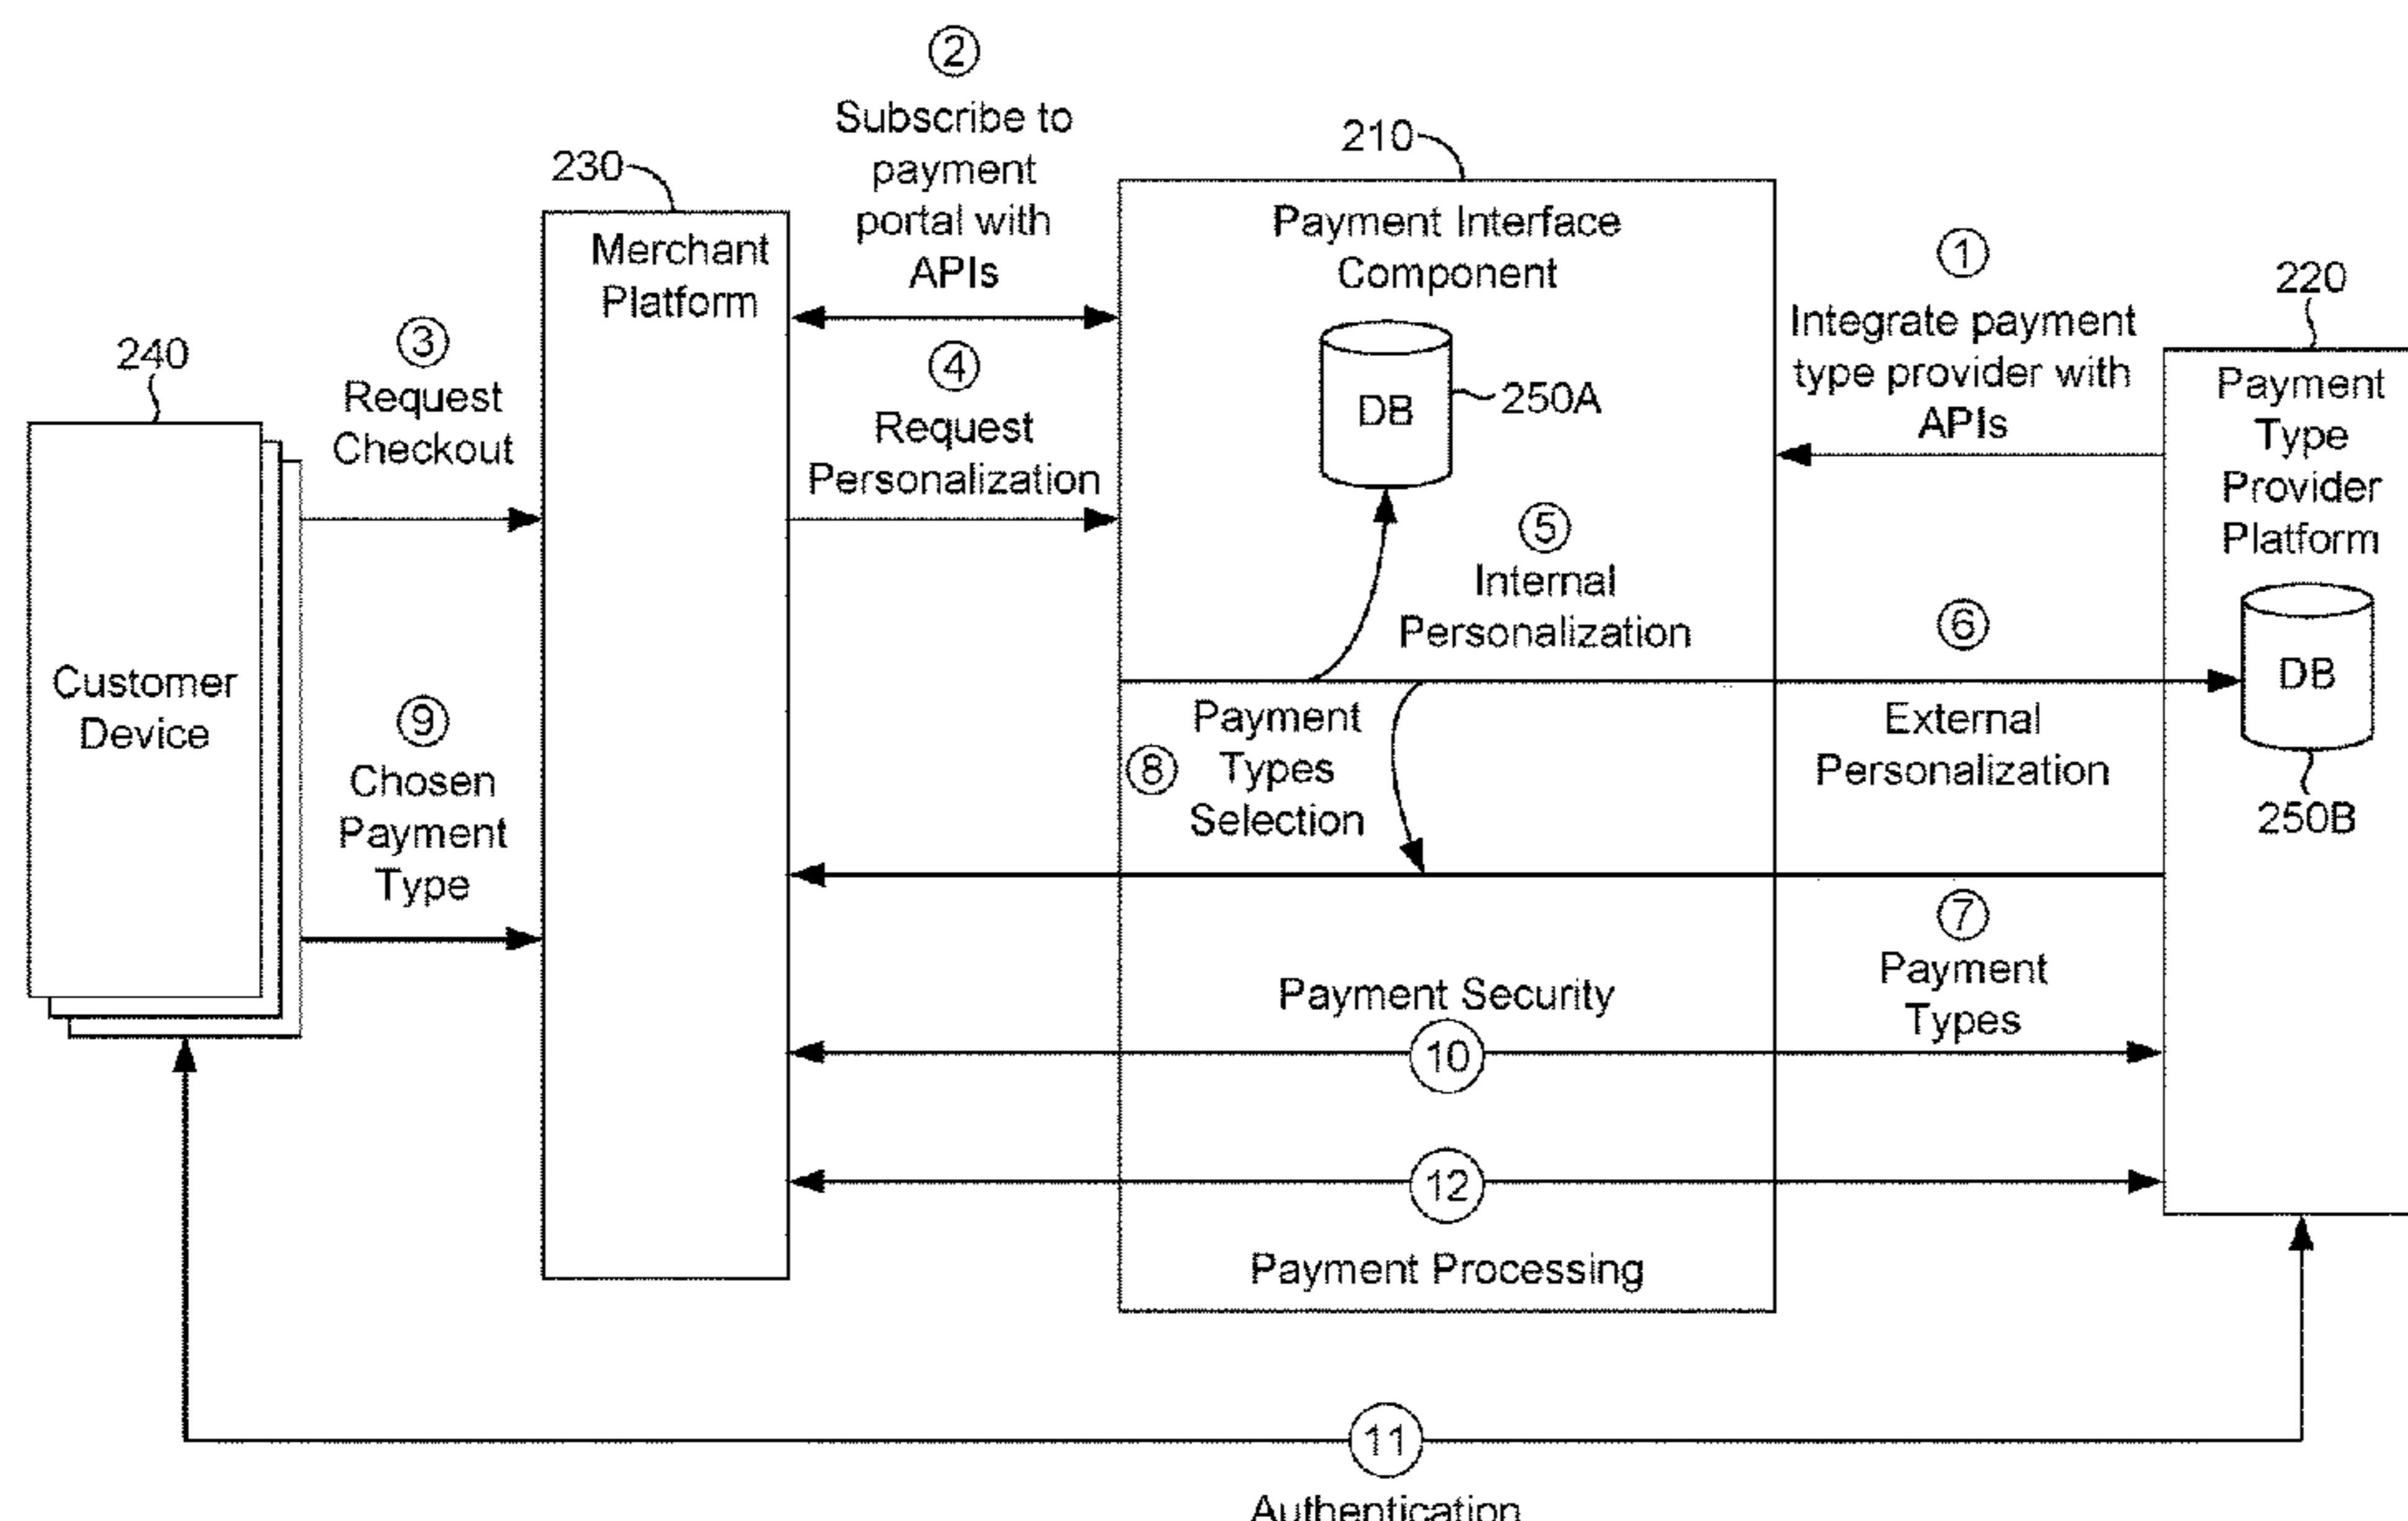 ②
Subscribe to
payment
portal with
APIs
210
230
Merchant
Platform
Payment Interface
Component
①
Integrate payment
type provider with
APIs
220
Payment
Type
Provider
Platform
240
③
Request
Checkout
④
Request
Personalization
DB
250A
⑤
Internal
Personalization
⑥
External
Personalization
DB
250B
Customer
Device
⑨
Chosen
Payment
Type
⑧
Payment
Types
Selection
⑦
Payment
Types
Payment Security
10
12
Payment Processing
11
Authentication